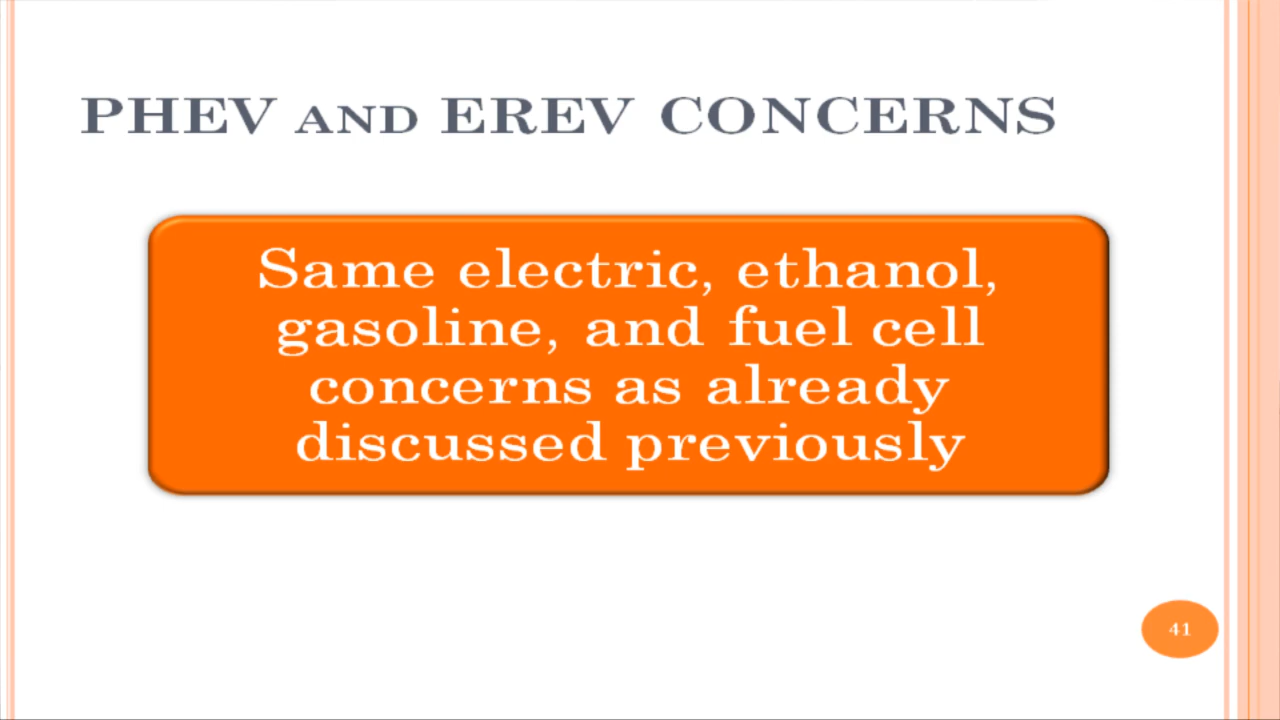 PHEV AND EREV CONCERNS
Same electric, ethanol,
gasoline, and fuel cell
concerns as already
discussed previously
41